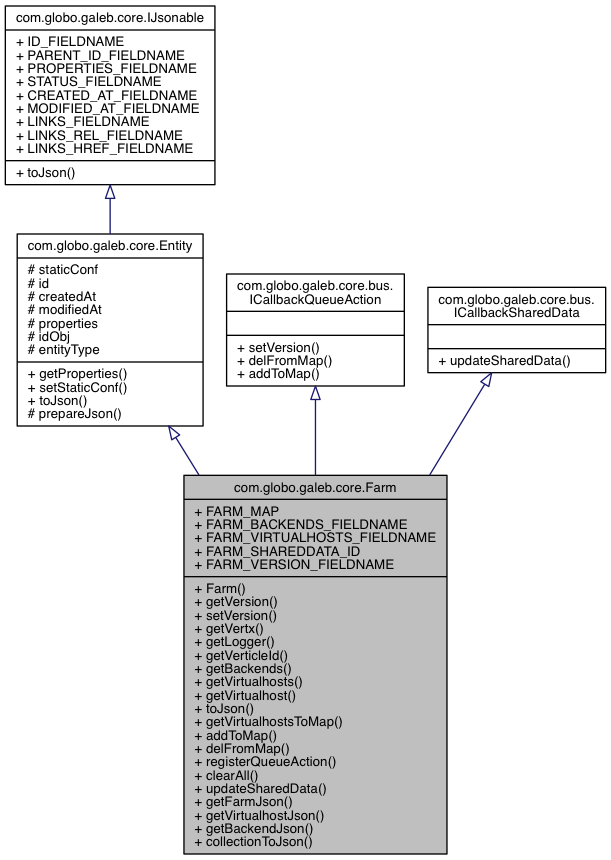 com.globo.galeb.core.IJsonable
+ ID_FIELDNAME
+ PARENT_ID_FIELDNAME
+ PROPERTIES_FIELDNAME
+ STATUS_FIELDNAME
+ CREATED_AT_FIELDNAME
+ MODIFIED_AT_FIELDNAME
+ LINKS_FIELDNAME
+ LINKS_REL_FIELDNAME
+ LINKS_HREF_FIELDNAME
+ toJson()
com.globo.galeb.core.Entity
# staticConf
# id
# createdAt
# modifiedAt
# properties
# idObj
# entityType
+ getProperties()
+ setStaticConf()
+ toJson()
# prepareJson()
com.globo.galeb.core.bus.
ICallbackQueueAction
+ setVersion()
+ delFromMap()
+ addToMap()
com.globo.galeb.core.bus.
ICallbackSharedData
+ updateSharedData()
com.globo.galeb.core.Farm
+ FARM_MAP
+ FARM_BACKENDS_FIELDNAME
+ FARM_VIRTUALHOSTS_FIELDNAME
+ FARM_SHAREDDATA_ID
+ FARM_VERSION_FIELDNAME
+ Farm()
+ getVersion()
+ setVersion()
+ getVertx()
+ getLogger()
+ getVerticleId()
+ getBackends()
+ getVirtualhosts()
+ getVirtualhost()
+ toJson()
+ getVirtualhostsToMap()
+ addToMap()
+ delFromMap()
+ registerQueueAction()
+ clearAll()
+ updateSharedData()
+ getFarmJson()
+ getVirtualhostJson()
+ getBackendJson()
+ collectionToJson()